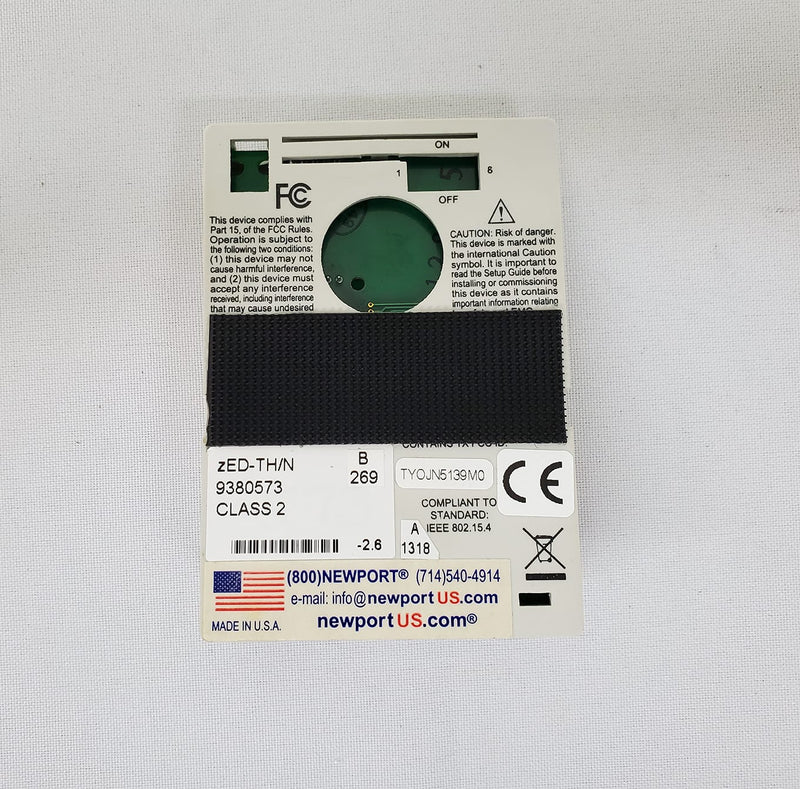 ON
1
6
5
OFF
FC
This device complies with
Part 15, of the FCC Rules.
Operation is subject to
the following two conditions:
(1) this device may not
cause harmful interference,
and (2) this device must
accept any interference
received, including interference
that may cause undesired
CAUTION: Risk of danger.
This device is marked with
the international Caution
symbol. It is important to
read the Setup Guide before
installing or commissioning
this device as it contains
important information relating
zED-TH/N
B
269
9380573
CLASS 2
-2.6
TYOJN5139M0
CE
COMPLIANT TO
STANDARD:
IEEE 802.15.4
A
1318
(800)NEWPORT® (714)540-4914
e-mail: info@newportUS.com
MADE IN U.S.A.
newportUS.com®